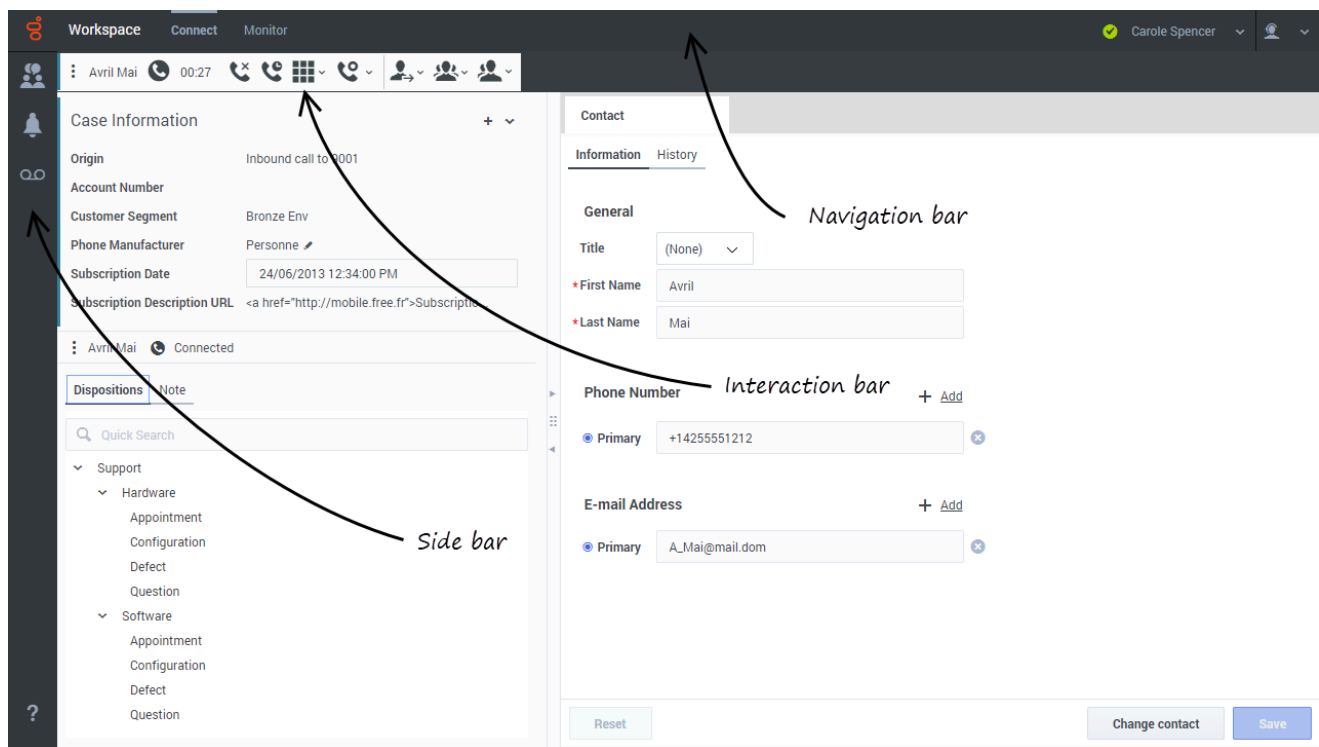 Workspace Connect Monitor Carole Spencer
Avril Mai 00:27
Case Information
Origin Inbound call to 9001
Account Number
Customer Segment Bronze Env
Phone Manufacturer Personne
Subscription Date 24/06/2013 12:34:00 PM
Subscription Description URL <a href="http://mobile.free.fr">Subscriptio...
Avril Mai Connected
Dispositions Note
Quick Search
Support
Hardware
Appointment
Configuration
Defect
Question
Software
Appointment
Configuration
Defect
Question
?
Contact
Information History
General
Title (None)
*First Name Avril
*Last Name Mai
Phone Number + Add
Primary +14255551212
E-mail Address + Add
Primary A_Mai@mail.dom
Reset Change contact Save
Navigation bar
Interaction bar
Side bar